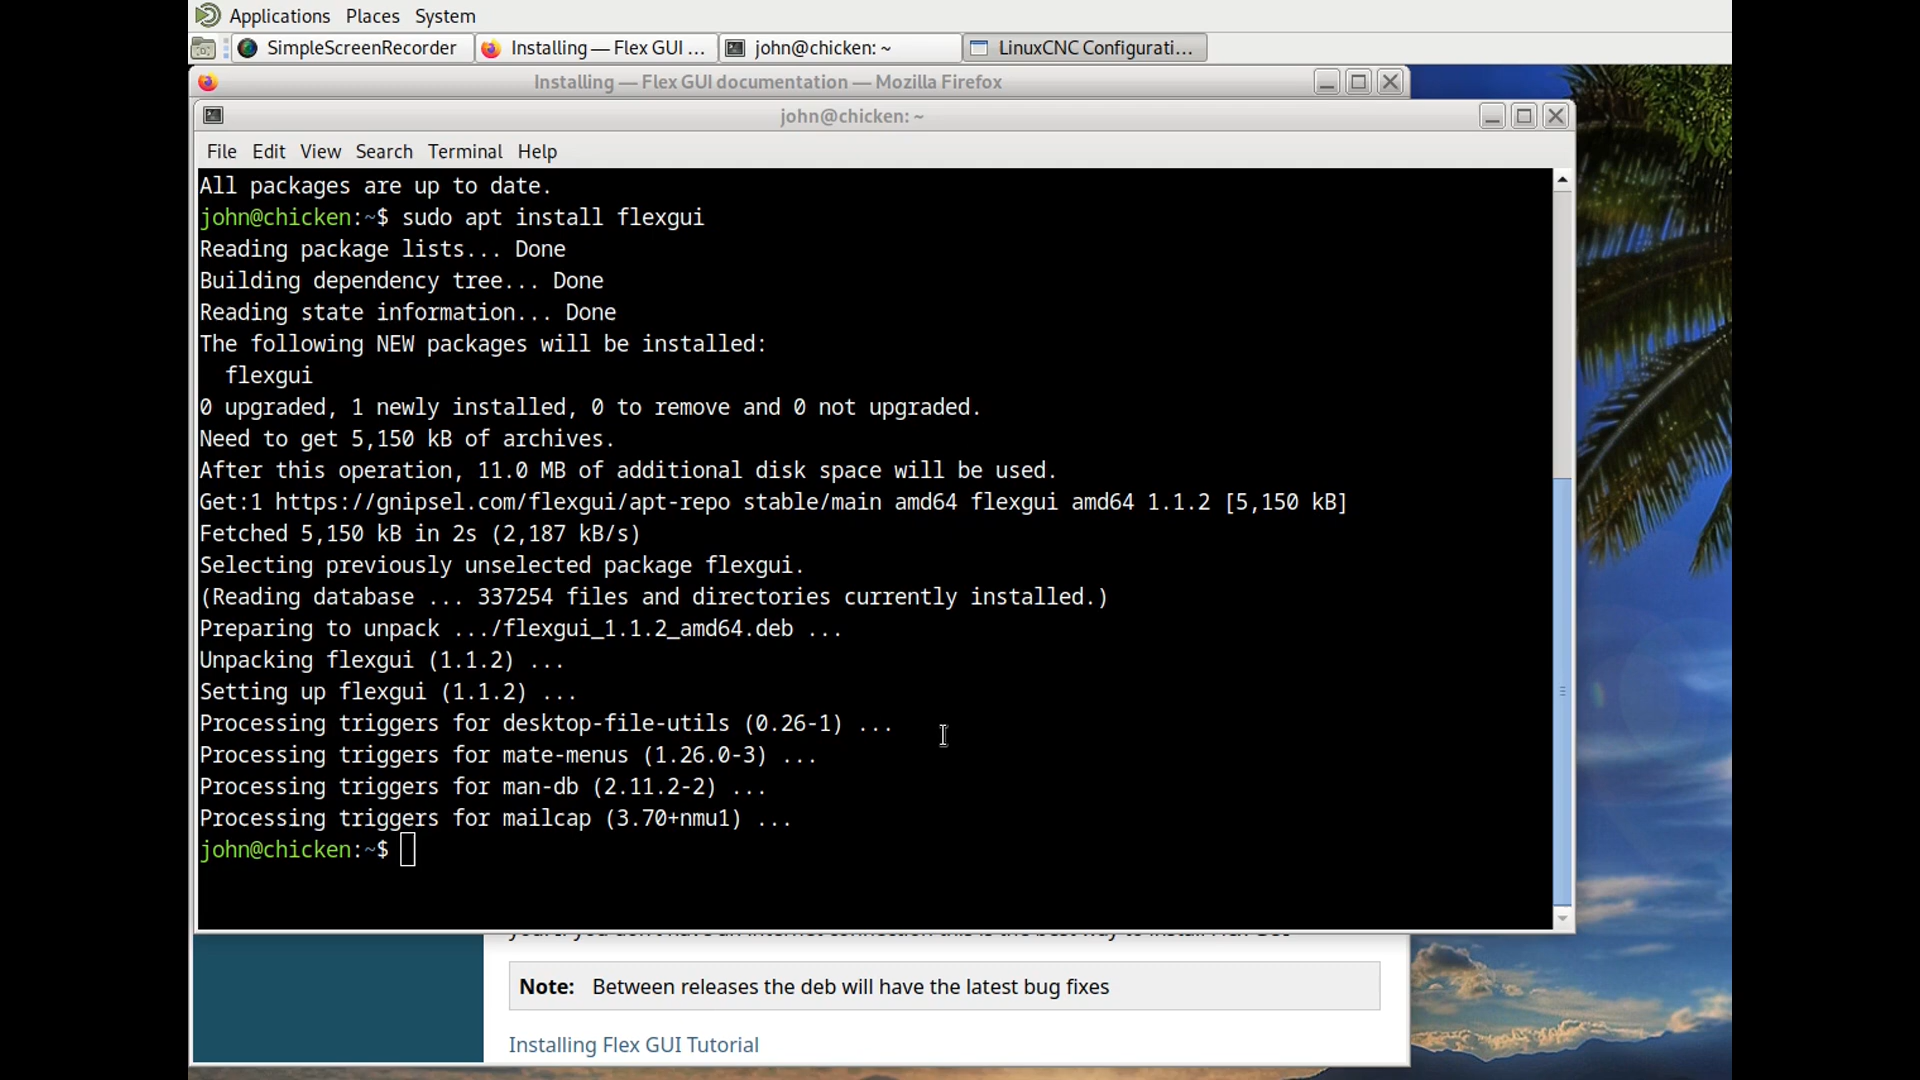 Applications Places System
SimpleScreenRecorder Installing — Flex GUI ... john@chicken: ~ LinuxCNC Configurati...
Installing — Flex GUI documentation — Mozilla Firefox
john@chicken: ~
File Edit View Search Terminal Help
All packages are up to date.
john@chicken:~$ sudo apt install flexgui
Reading package lists... Done
Building dependency tree... Done
Reading state information... Done
The following NEW packages will be installed:
flexgui
0 upgraded, 1 newly installed, 0 to remove and 0 not upgraded.
Need to get 5,150 kB of archives.
After this operation, 11.0 MB of additional disk space will be used.
Get:1 https://gnipsel.com/flexgui/apt-repo stable/main amd64 flexgui amd64 1.1.2 [5,150 kB]
Fetched 5,150 kB in 2s (2,187 kB/s)
Selecting previously unselected package flexgui.
(Reading database ... 337254 files and directories currently installed.)
Preparing to unpack .../flexgui_1.1.2_amd64.deb ...
Unpacking flexgui (1.1.2) ...
Setting up flexgui (1.1.2) ...
Processing triggers for desktop-file-utils (0.26-1) ...
Processing triggers for mate-menus (1.26.0-3) ...
Processing triggers for man-db (2.11.2-2) ...
Processing triggers for mailcap (3.70+nmu1) ...
john@chicken:~$
Note: Between releases the deb will have the latest bug fixes
Installing Flex GUI Tutorial